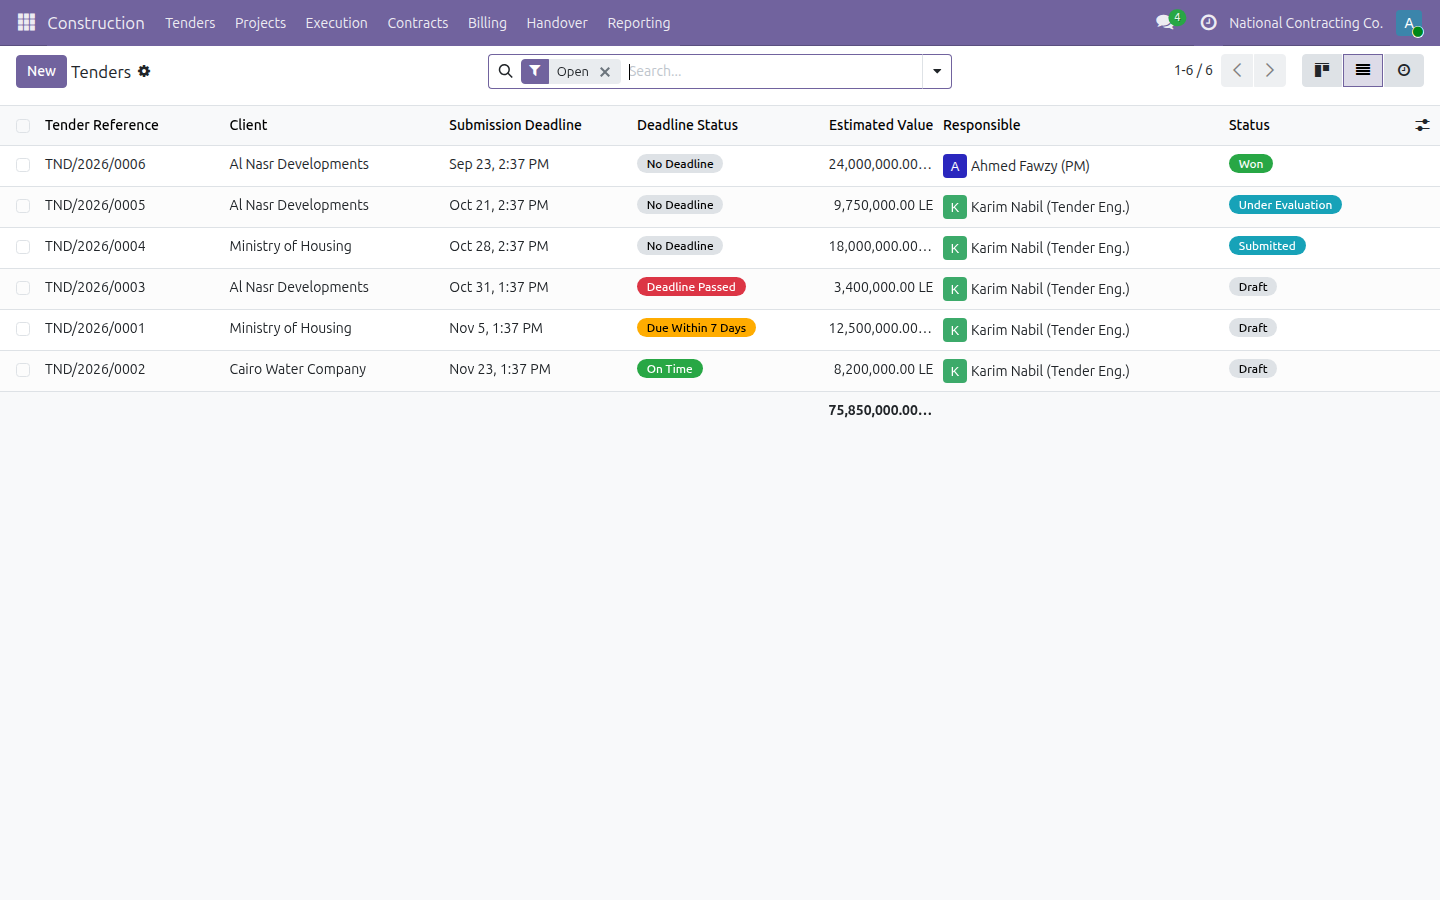 Construction Tenders Projects Execution Contracts Billing Handover Reporting 4 National Contracting Co. A
New Tenders Open Search... 1-6 / 6
Tender Reference Client Submission Deadline Deadline Status Estimated Value Responsible Status
TND/2026/0006 Al Nasr Developments Sep 23, 2:37 PM No Deadline 24,000,000.00... A Ahmed Fawzy (PM) Won
TND/2026/0005 Al Nasr Developments Oct 21, 2:37 PM No Deadline 9,750,000.00 LE K Karim Nabil (Tender Eng.) Under Evaluation
TND/2026/0004 Ministry of Housing Oct 28, 2:37 PM No Deadline 18,000,000.00... K Karim Nabil (Tender Eng.) Submitted
TND/2026/0003 Al Nasr Developments Oct 31, 1:37 PM Deadline Passed 3,400,000.00 LE K Karim Nabil (Tender Eng.) Draft
TND/2026/0001 Ministry of Housing Nov 5, 1:37 PM Due Within 7 Days 12,500,000.00... K Karim Nabil (Tender Eng.) Draft
TND/2026/0002 Cairo Water Company Nov 23, 1:37 PM On Time 8,200,000.00 LE K Karim Nabil (Tender Eng.) Draft
75,850,000.00...